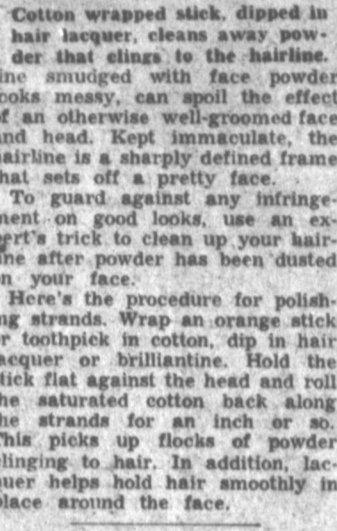 Cotton wrapped stick, dipped in
hair lacquer, cleans away pow-
der that clings to the hairline.
ine smudged with face powder
ooks messy, can spoil the effect
f an otherwise well-groomed face
nd head. Kept immaculate, the
airline is a sharply defined frame
hat sets off a pretty face.
To guard against any infringe-
ment on good looks, use an ex-
pert's trick to clean up your hair-
ine after powder has been dusted
n your face.
Here's the procedure for polish-
ng strands. Wrap an orange stick
r toothpick in cotton, dip in hair
acquer or brilliantine. Hold the
tick flat against the head and roll
he saturated cotton back along
he strands for an inch or so.
This picks up flocks of powder
linging to hair. In addition, lac-
uer helps hold hair smoothly in
place around the face.